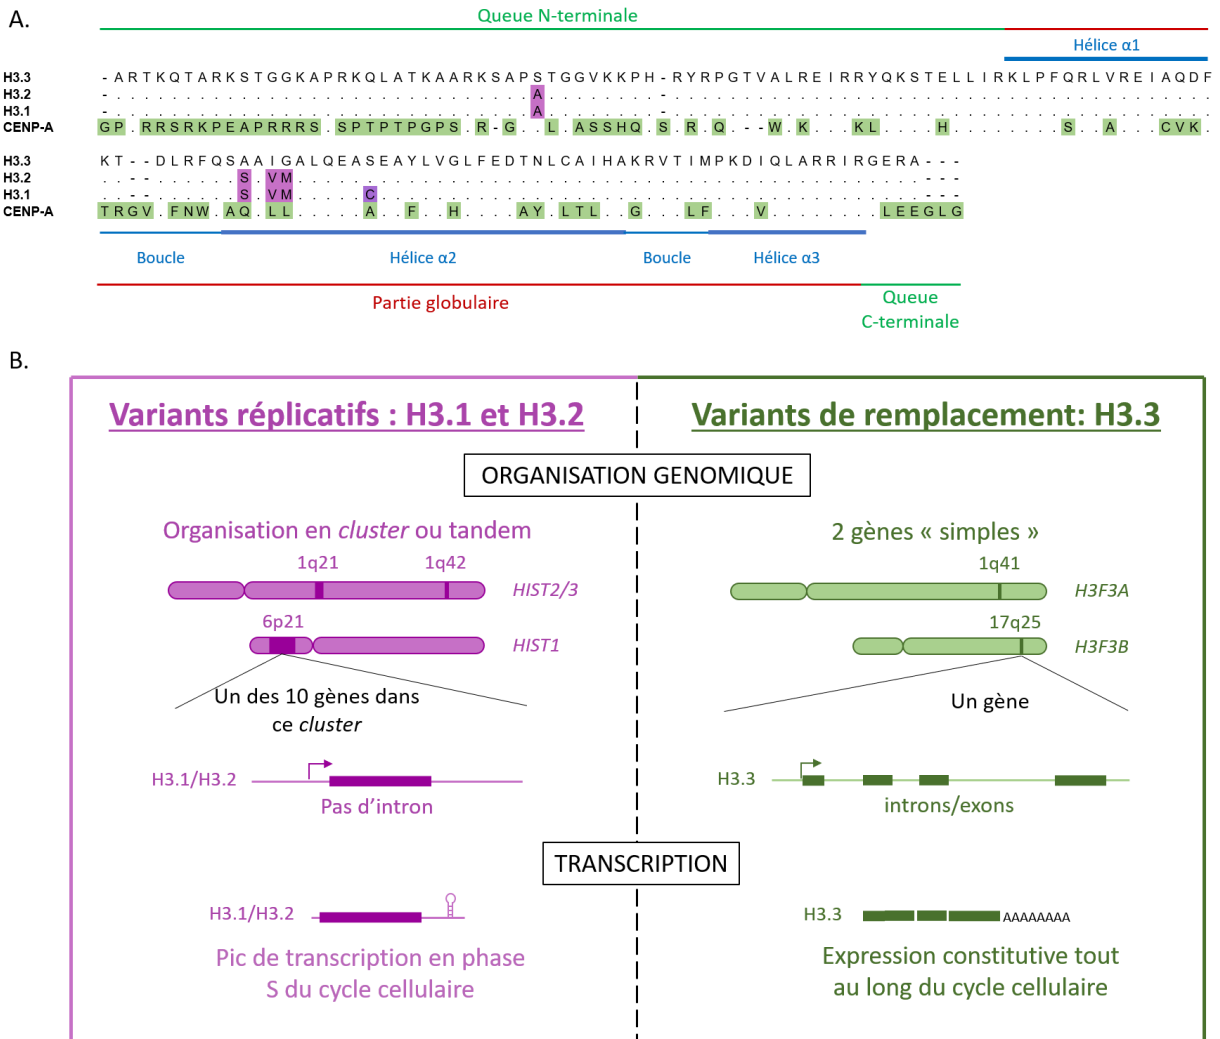 A.
Queue N-terminale
Hélice α1
H3.3 - A R T K Q T A R K S T G G K A P R K Q L A T K A A R K S A P S T G G V K K P H - R Y R P G T V A L R E I R R Y Q K S T E L L I R K L P F Q R L V R E I A Q D F
H3.2 - . . . . . . . . . . . . . . . . . . . . . . . . . . . . . . A . . . . . . . . - . . . . . . . . . . . . . . . . . . . . . . . . . . . . . . . . . . . . . . .
H3.1 - . . . . . . . . . . . . . . . . . . . . . . . . . . . . . . A . . . . . . . . - . . . . . . . . . . . . . . . . . . . . . . . . . . . . . . . . . . . . . . .
CENP-A G P . R R S R K P E A P R R R S . S P T P T P G P S . R - G . . L . A S S H Q . S . R . Q . . . W . K . . . K L . . . . H . . . . . . . . S . . A . . . C V K .
H3.3 K T - - D L R F Q S A A I G A L Q E A S E A Y L V G L F E D T N L C A I H A K R V T I M P K D I Q L A R R I R G E R A - - -
H3.2 . . - - . . . . . . S . V M . . . . . . . . . . . . . . . . . . . . . . . . . . . . . . . . . . . . . . . . . . . . . - - -
H3.1 . . - - . . . . . . S . V M . . . . . C . . . . . . . . . . . . . . . . . . . . . . . . . . . . . . . . . . . . . . . - - -
CENP-A T R G V . F N W . A Q . L L . . . . . A . . F . . H . . . . A Y . L T L . . G . . . L F . . . V . . . . . . . . L E E G L G
Boucle Hélice α2 Boucle Hélice α3
Partie globulaire
Queue
C-terminale
B.
Variants réplicatifs : H3.1 et H3.2
Variants de remplacement: H3.3
ORGANISATION GENOMIQUE
Organisation en cluster ou tandem
1q21 1q42
HIST2/3
6p21
HIST1
Un des 10 gènes dans
ce cluster
H3.1/H3.2
Pas d'intron
2 gènes « simples »
1q41
H3F3A
17q25
H3F3B
Un gène
H3.3
introns/exons
TRANSCRIPTION
H3.1/H3.2
Pic de transcription en phase
S du cycle cellulaire
H3.3 AAAAAAAA
Expression constitutive tout
au long du cycle cellulaire